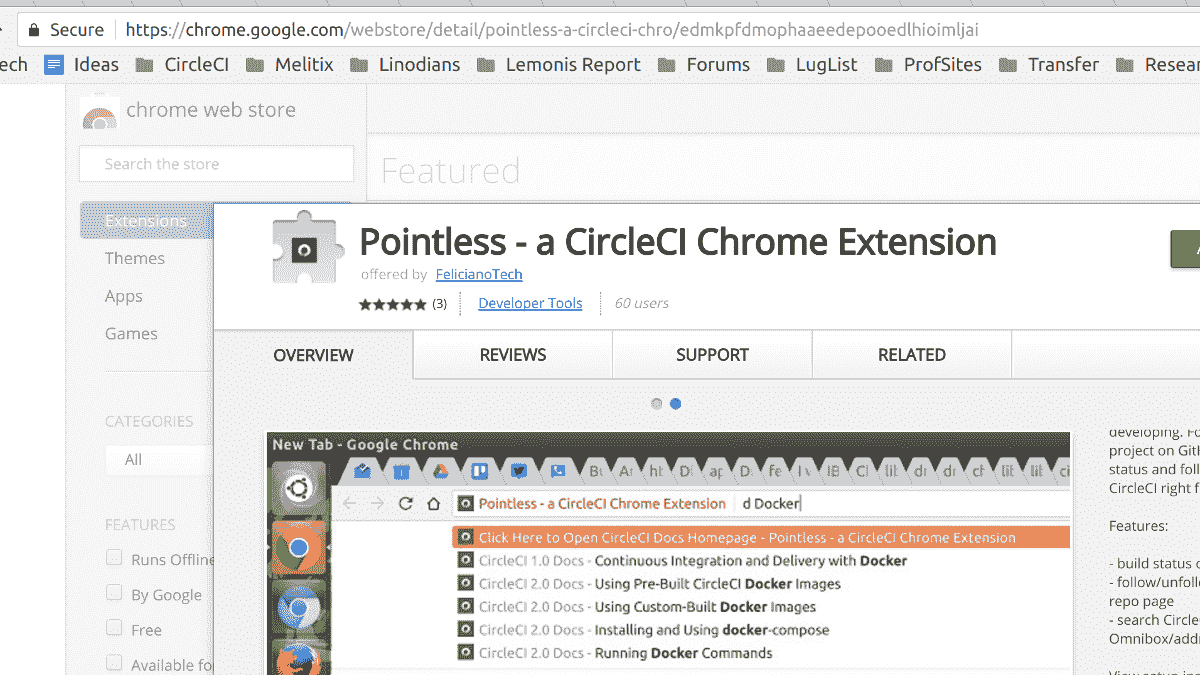 Secure https://chrome.google.com/webstore/detail/pointless-a-circleci-chro/edmkpfdmophaaeedepooedlhioimljai
ech Ideas CircleCI Melitix Linodians Lemonis Report Forums LugList ProfSites Transfer Resear
chrome web store
Search the store
Featured
Extensions
Themes
Apps
Games
CATEGORIES
All
FEATURES
Runs Offline
By Google
Free
Available fo
Pointless - a CircleCI Chrome Extension
offered by FelicianoTech
(3) Developer Tools 60 users
OVERVIEW REVIEWS SUPPORT RELATED
New Tab - Google Chrome
Pointless - a CircleCI Chrome Extension d Docker
Click Here to Open CircleCI Docs Homepage - Pointless - a CircleCI Chrome Extension
CircleCI 1.0 Docs - Continuous Integration and Delivery with Docker
CircleCI 2.0 Docs - Using Pre-Built CircleCI Docker Images
CircleCI 2.0 Docs - Using Custom-Built Docker Images
CircleCI 2.0 Docs - Installing and Using docker-compose
CircleCI 2.0 Docs - Running Docker Commands
developing. Fo
project on GitH
status and follo
CircleCI right f
Features:
- build status o
- follow/unfollo
repo page
- search Circle
Omnibox/addr